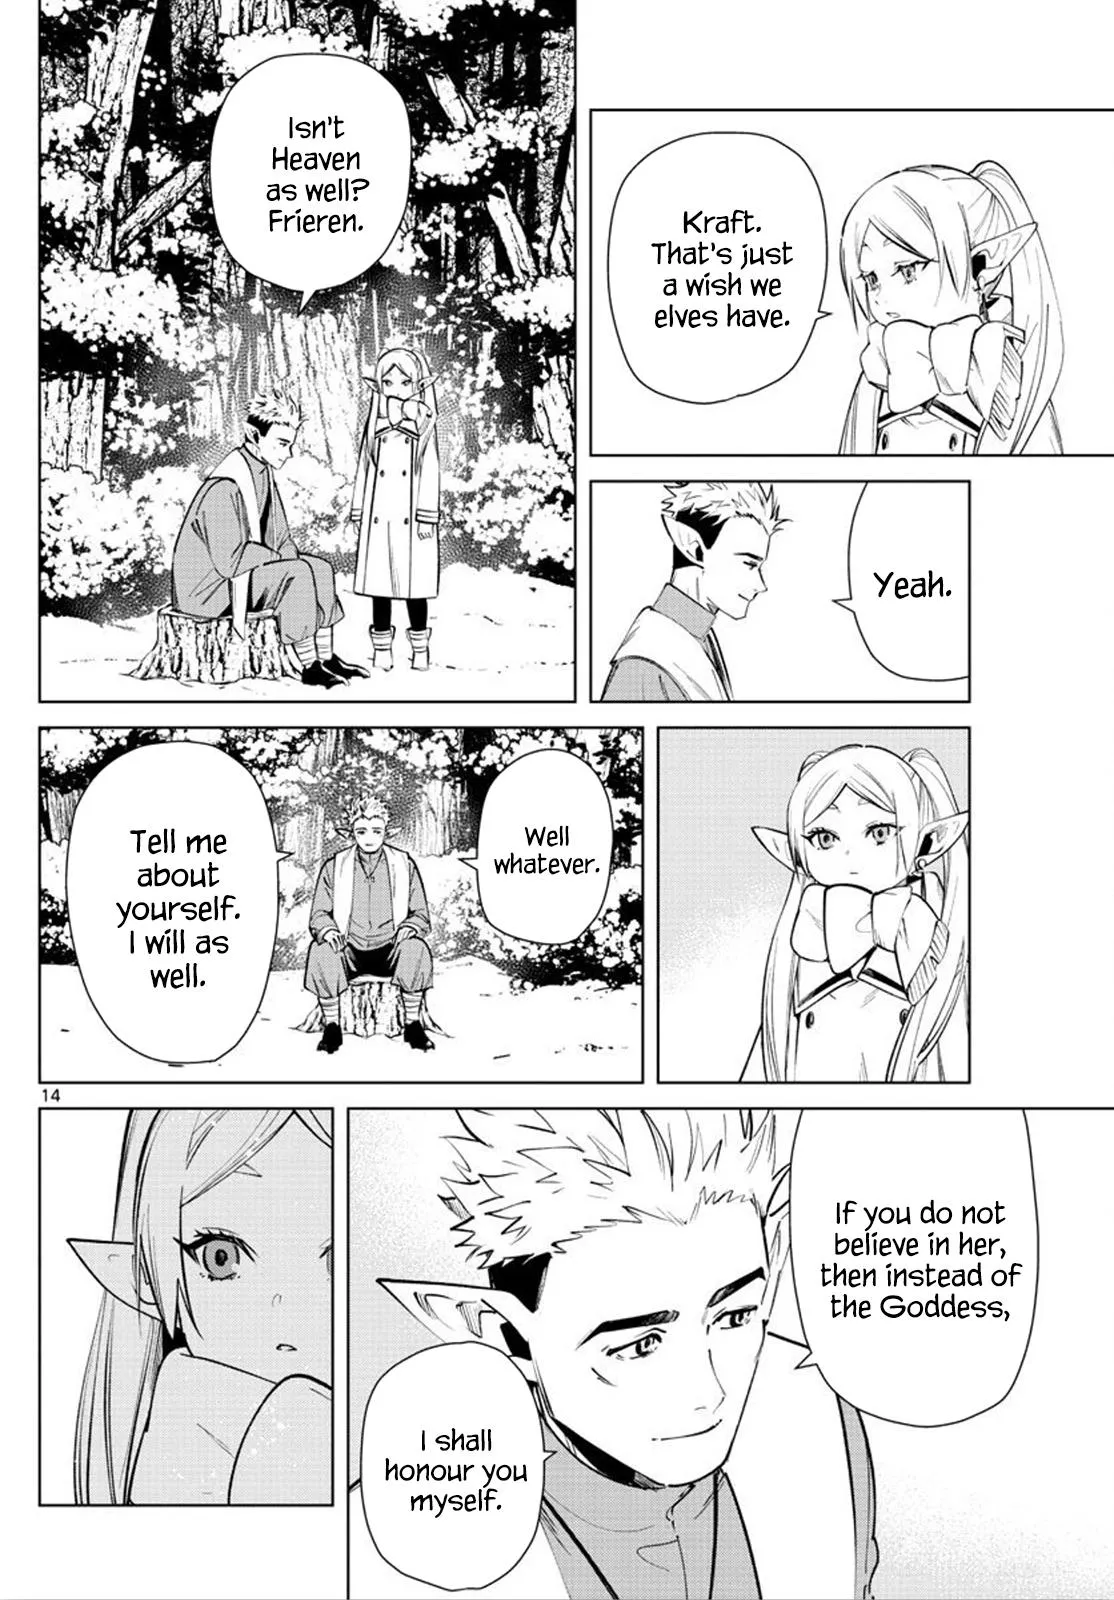 Kraft.
That's just
a wish we
elves have.
Isn't
Heaven
as well?
Frieren.
Yeah.
Well
whatever.
Tell me
about
yourself.
I will as
well.
14
If you do not
believe in her,
then instead of
the Goddess,
I shall
honour you
myself.